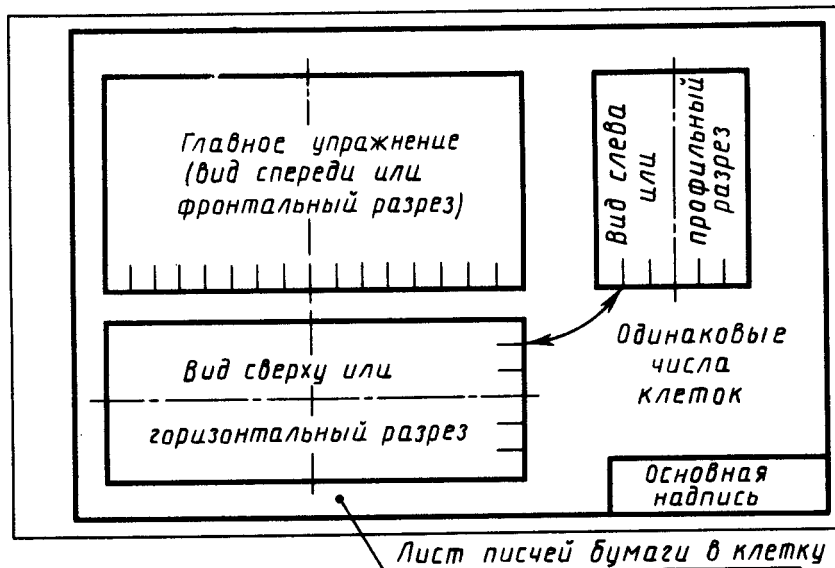 Главное упражнение
(вид спереди или
фронтальный разрез)
Вид слева
или
профильный
разрез
Вид сверху или
горизонтальный разрез
Одинаковые
числа
клеток
Основная
надпись
Лист писчей бумаги в клетку